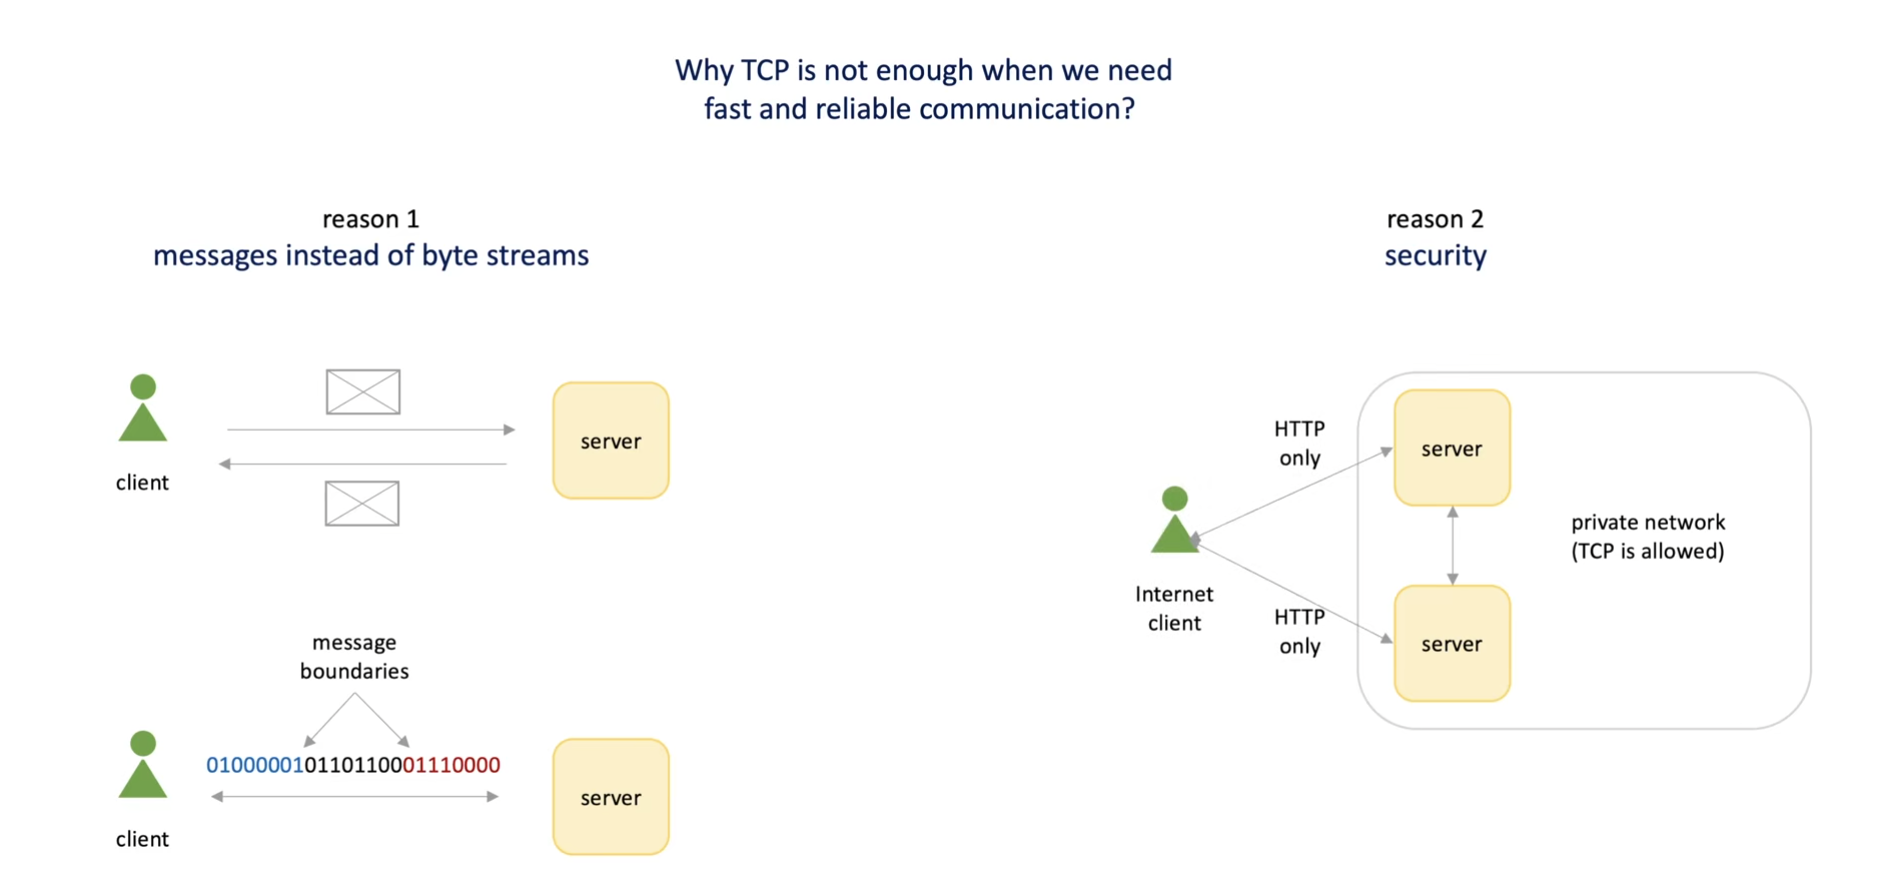 Why TCP is not enough when we need
fast and reliable communication?
reason 1
messages instead of byte streams
client
server
message
boundaries
010000010110110001110000
client
server
reason 2
security
HTTP
only
Internet
client
HTTP
only
server
server
private network
(TCP is allowed)